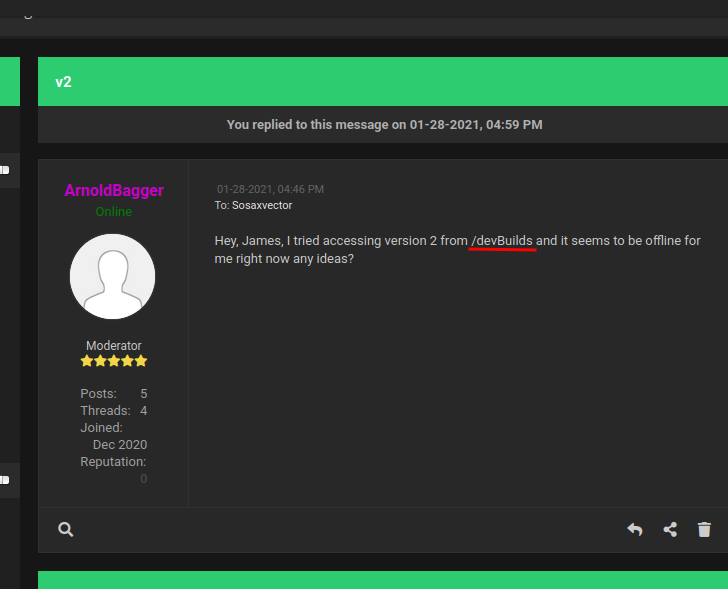 v2
You replied to this message on 01-28-2021, 04:59 PM
ArnoldBagger
Online
Moderator
Posts: 5
Threads: 4
Joined:
Dec 2020
Reputation:
0
01-28-2021, 04:46 PM
To: Sosaxvector
Hey, James, I tried accessing version 2 from /devBuilds and it seems to be offline for
me right now any ideas?